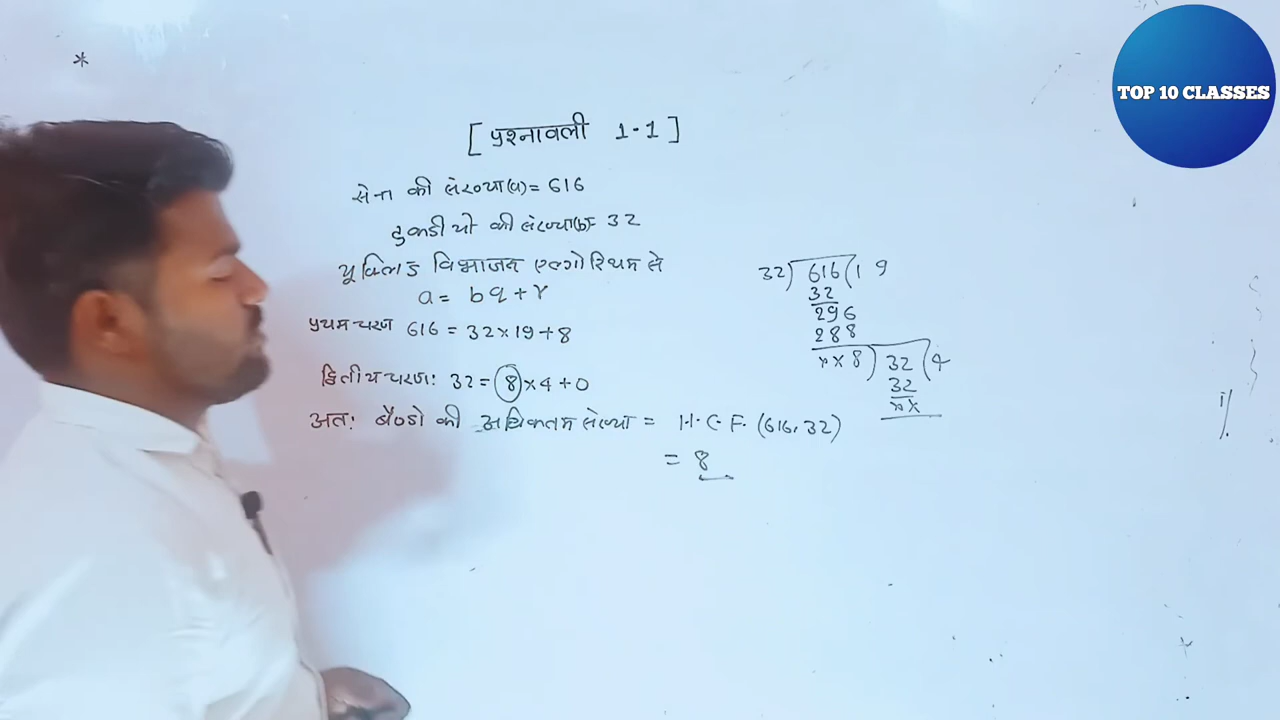 TOP 10 CLASSES
*
[ प्रश्नावली 1.1 ]
सेना की संख्या(a) = 616
टुकडीयो की संख्या(b)= 32
यूक्लिड विभाजन एल्गोरिथम से
a = bq + r
प्रथम चरण 616 = 32 × 19 + 8
द्वितीय चरण: 32 = 8 × 4 + 0
अत: बैण्डो की अधिकतम संख्या = H.C.F. (616, 32)
= 8
32) 616 (19
32
296
288
××8) 32 (4
32
××